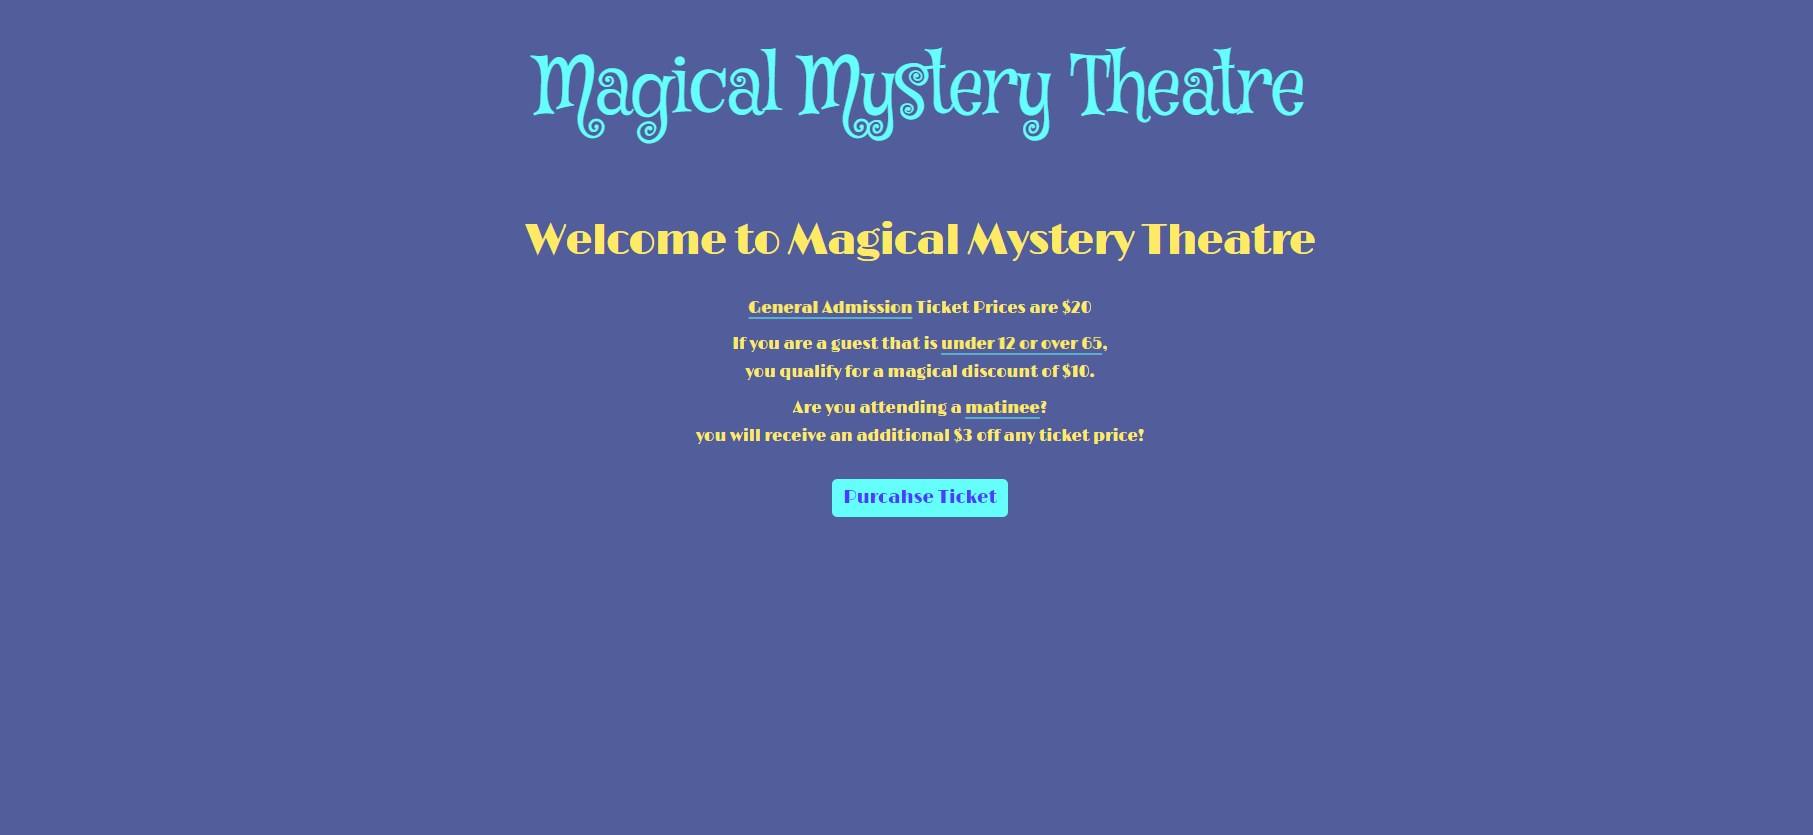 Magical Mystery Theatre
Welcome to Magical Mystery Theatre
General Admission Ticket Prices are $20
If you are a guest that is under 12 or over 65,
you qualify for a magical discount of $10.
Are you attending a matinee?
you will receive an additional $3 off any ticket price!
Purcahse Ticket